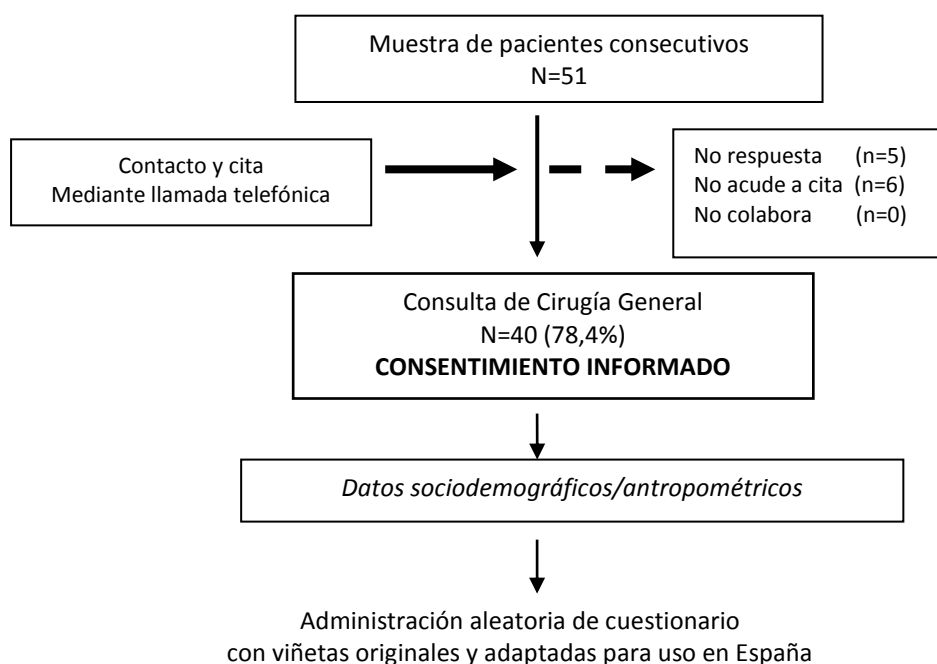 Muestra de pacientes consecutivos
N=51
Contacto y cita
Mediante llamada telefónica
No respuesta (n=5)
No acude a cita (n=6)
No colabora (n=0)
Consulta de Cirugía General
N=40 (78,4%)
CONSENTIMIENTO INFORMADO
Datos sociodemográficos/antropométricos
Administración aleatoria de cuestionario
con viñetas originales y adaptadas para uso en España